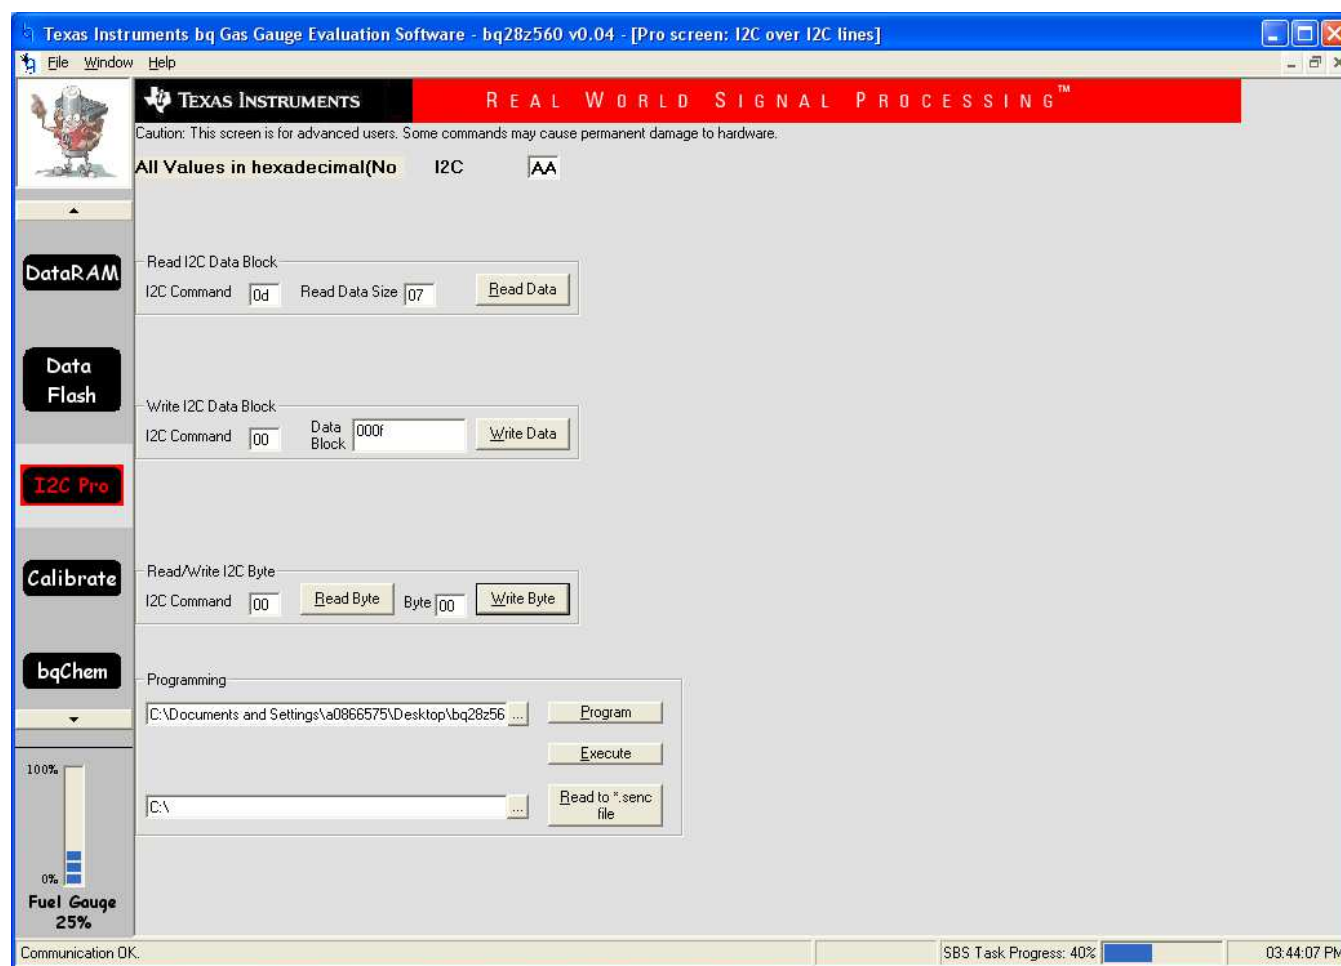 Texas Instruments bq Gas Gauge Evaluation Software - bq28z560 v0.04 - [Pro screen: I2C over I2C lines]
File Window Help
TEXAS INSTRUMENTS REAL WORLD SIGNAL PROCESSING™
Caution: This screen is for advanced users. Some commands may cause permanent damage to hardware.
All Values in hexadecimal(No I2C AA
DataRAM
Read I2C Data Block
I2C Command 0d Read Data Size 07 Read Data
Data
Flash
Write I2C Data Block
I2C Command 00 Data Block 000f Write Data
I2C Pro
Calibrate
Read/Write I2C Byte
I2C Command 00 Read Byte Byte 00 Write Byte
bqChem
Programming
C:\Documents and Settings\a0866575\Desktop\bq28z56 ... Program
Execute
C:\ ... Read to *.senc file
100%
0%
Fuel Gauge
25%
Communication OK. SBS Task Progress: 40% 03:44:07 PM